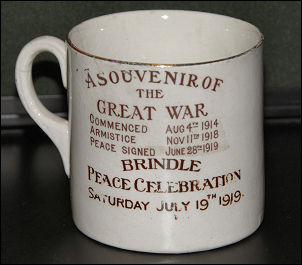 A SOUVENIR OF
THE
GREAT WAR
COMMENCED AUG 4TH 1914
ARMISTICE NOV 11TH 1918
PEACE SIGNED JUNE 28TH 1919
BRINDLE
PEACE CELEBRATION
SATURDAY JULY 19TH 1919.